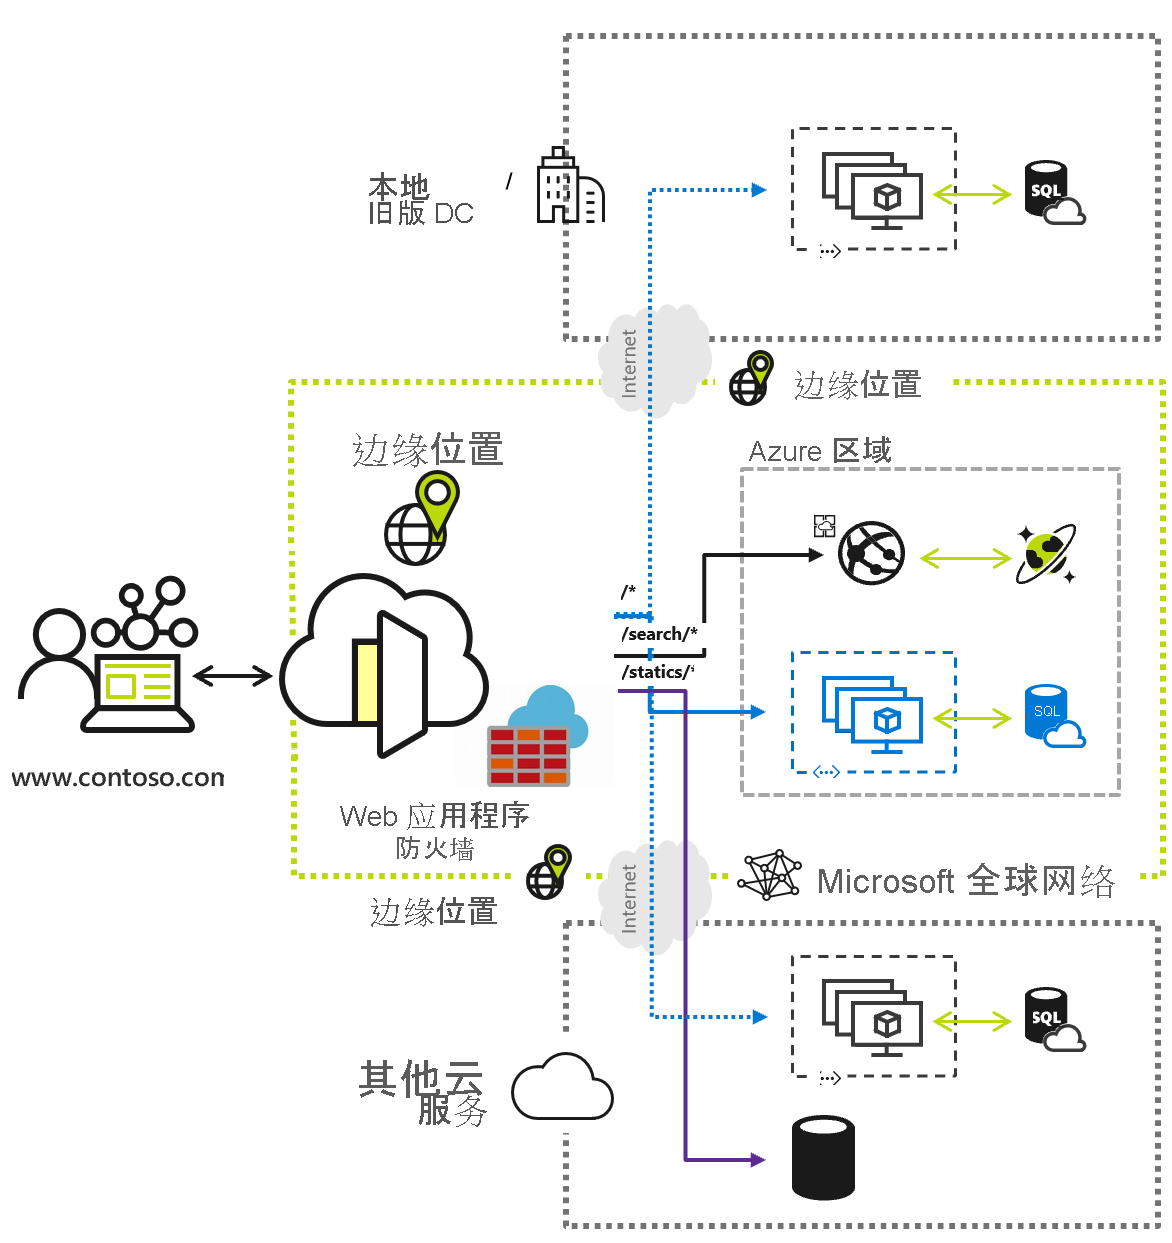 本地
旧版 DC
/
SQL
Internet
边缘位置
边缘位置
Azure 区域
/*
/search/*
/statics/*
SQL
www.contoso.con
Web 应用程序
防火墙
边缘位置
Internet
Microsoft 全球网络
SQL
其他云
服务